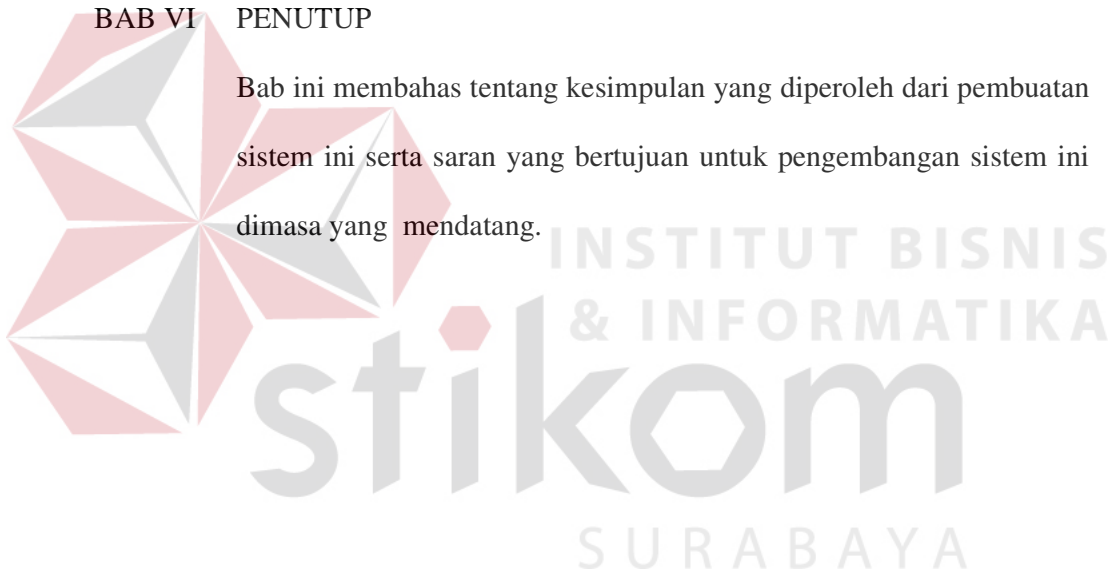 BAB VI PENUTUP
Bab ini membahas tentang kesimpulan yang diperoleh dari pembuatan
sistem ini serta saran yang bertujuan untuk pengembangan sistem ini
dimasa yang mendatang.
INSTITUT BISNIS
& INFORMATIKA
stikom
SURABAYA